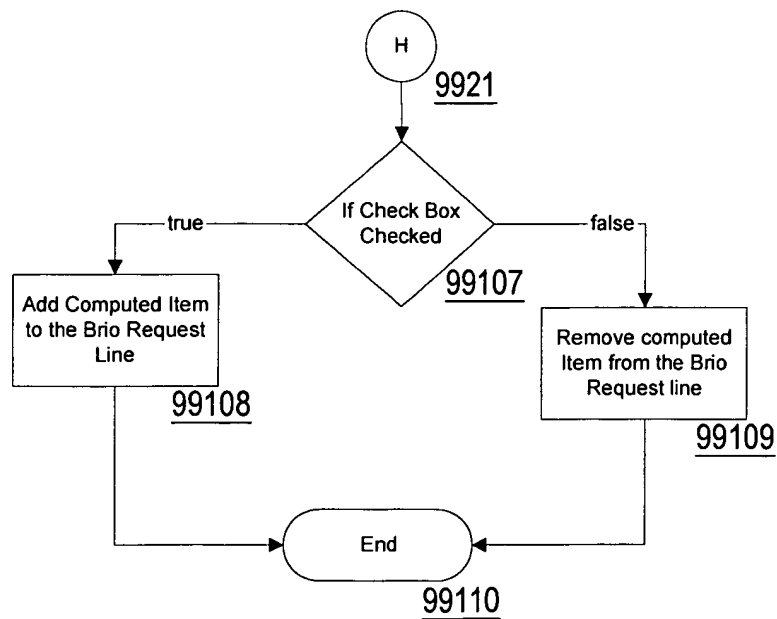 H
9921
If Check Box
Checked
99107
true
false
Add Computed Item
to the Brio Request
Line
99108
Remove computed
Item from the Brio
Request line
99109
End
99110